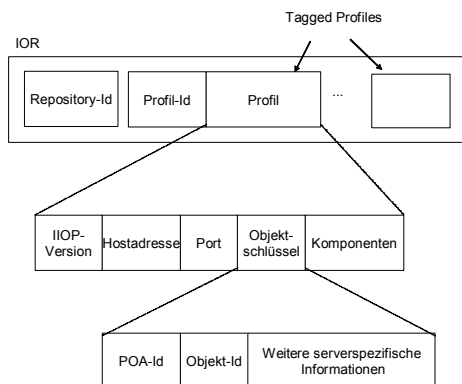 Tagged Profiles
IOR
Repository-Id
Profil-Id
Profil
...
IIOP-
Version
Hostadresse
Port
Objekt-
schlüssel
Komponenten
POA-Id
Objekt-Id
Weitere serverspezifische
Informationen